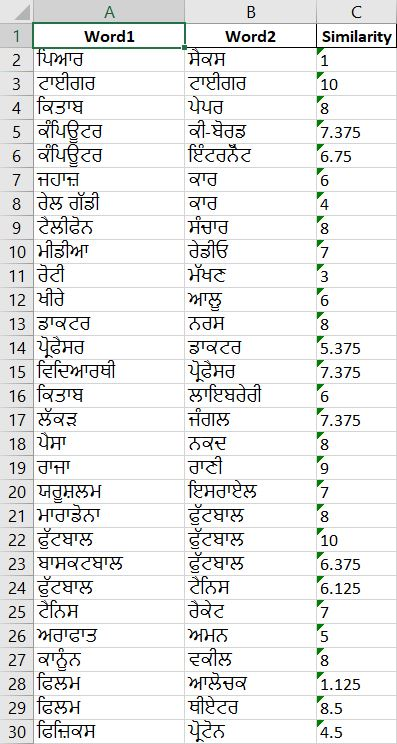 A B C
1 Word1 Word2 Similarity
2 ਪਿਆਰ ਸੈਕਸ 1
3 ਟਾਈਗਰ ਟਾਈਗਰ 10
4 ਕਿਤਾਬ ਪੇਪਰ 8
5 ਕੰਪਿਊਟਰ ਕੀ-ਬੋਰਡ 7.375
6 ਕੰਪਿਊਟਰ ਇੰਟਰਨੈੱਟ 6.75
7 ਜਹਾਜ਼ ਕਾਰ 6
8 ਰੇਲ ਗੱਡੀ ਕਾਰ 4
9 ਟੈਲੀਫੋਨ ਸੰਚਾਰ 8
10 ਮੀਡੀਆ ਰੇਡੀਓ 7
11 ਰੋਟੀ ਮੱਖਣ 3
12 ਖੀਰੇ ਆਲੂ 6
13 ਡਾਕਟਰ ਨਰਸ 8
14 ਪ੍ਰੋਫੈਸਰ ਡਾਕਟਰ 5.375
15 ਵਿਦਿਆਰਥੀ ਪ੍ਰੋਫੈਸਰ 7.375
16 ਕਿਤਾਬ ਲਾਇਬਰੇਰੀ 6
17 ਲੱਕੜ ਜੰਗਲ 7.375
18 ਪੈਸਾ ਨਕਦ 8
19 ਰਾਜਾ ਰਾਣੀ 9
20 ਯਰੂਸ਼ਲਮ ਇਸਰਾਏਲ 7
21 ਮਾਰਾਡੋਨਾ ਫੁੱਟਬਾਲ 8
22 ਫੁੱਟਬਾਲ ਫੁੱਟਬਾਲ 10
23 ਬਾਸਕਟਬਾਲ ਫੁੱਟਬਾਲ 6.375
24 ਫੁੱਟਬਾਲ ਟੈਨਿਸ 6.125
25 ਟੈਨਿਸ ਰੈਕੇਟ 7
26 ਅਰਾਫਾਤ ਅਮਨ 5
27 ਕਾਨੂੰਨ ਵਕੀਲ 8
28 ਫਿਲਮ ਆਲੋਚਕ 1.125
29 ਫਿਲਮ ਥੀਏਟਰ 8.5
30 ਫਿਜ਼ਿਕਸ ਪ੍ਰੋਟੋਨ 4.5